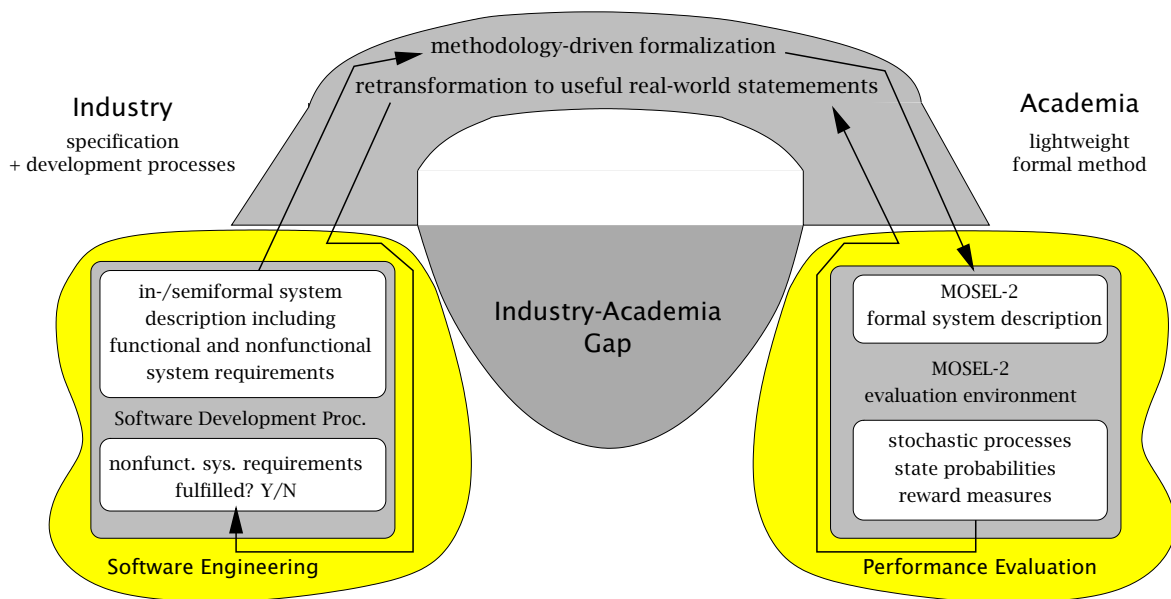 methodology-driven formalization
retransformation to useful real-world statemements
Industry
specification
+ development processes
Academia
lightweight
formal method
in-/semiformal system
description including
functional and nonfunctional
system requirements
Software Development Proc.
nonfunct. sys. requirements
fulfilled? Y/N
Software Engineering
Industry-Academia
Gap
MOSEL-2
formal system description
MOSEL-2
evaluation environment
stochastic processes
state probabilities
reward measures
Performance Evaluation